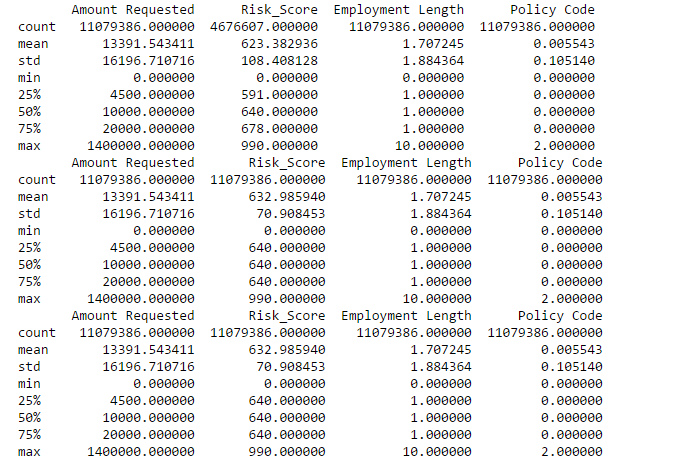 Amount Requested Risk_Score Employment Length Policy Code
count 11079386.000000 4676607.000000 11079386.000000 11079386.000000
mean 13391.543411 623.382936 1.707245 0.005543
std 16196.710716 108.408128 1.884364 0.105140
min 0.000000 0.000000 0.000000 0.000000
25% 4500.000000 591.000000 1.000000 0.000000
50% 10000.000000 640.000000 1.000000 0.000000
75% 20000.000000 678.000000 1.000000 0.000000
max 1400000.000000 990.000000 10.000000 2.000000
Amount Requested Risk_Score Employment Length Policy Code
count 11079386.000000 11079386.000000 11079386.000000 11079386.000000
mean 13391.543411 632.985940 1.707245 0.005543
std 16196.710716 70.908453 1.884364 0.105140
min 0.000000 0.000000 0.000000 0.000000
25% 4500.000000 640.000000 1.000000 0.000000
50% 10000.000000 640.000000 1.000000 0.000000
75% 20000.000000 640.000000 1.000000 0.000000
max 1400000.000000 990.000000 10.000000 2.000000
Amount Requested Risk_Score Employment Length Policy Code
count 11079386.000000 11079386.000000 11079386.000000 11079386.000000
mean 13391.543411 632.985940 1.707245 0.005543
std 16196.710716 70.908453 1.884364 0.105140
min 0.000000 0.000000 0.000000 0.000000
25% 4500.000000 640.000000 1.000000 0.000000
50% 10000.000000 640.000000 1.000000 0.000000
75% 20000.000000 640.000000 1.000000 0.000000
max 1400000.000000 990.000000 10.000000 2.000000